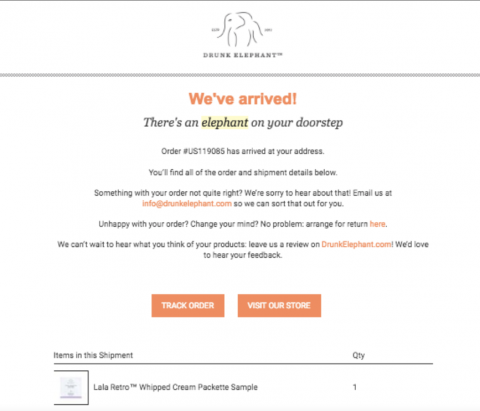 DRUNK ELEPHANT™
We've arrived!
There's an elephant on your doorstep
Order #US119085 has arrived at your address.
You'll find all of the order and shipment details below.
Something with your order not quite right? We're sorry to hear about that! Email us at
info@drunkelephant.com so we can sort that out for you.
Unhappy with your order? Change your mind? No problem: arrange for return here.
We can't wait to hear what you think of your products: leave us a review on DrunkElephant.com! We'd love
to hear your feedback.
TRACK ORDER VISIT OUR STORE
Items in this Shipment Qty
Lala Retro™ Whipped Cream Packette Sample 1